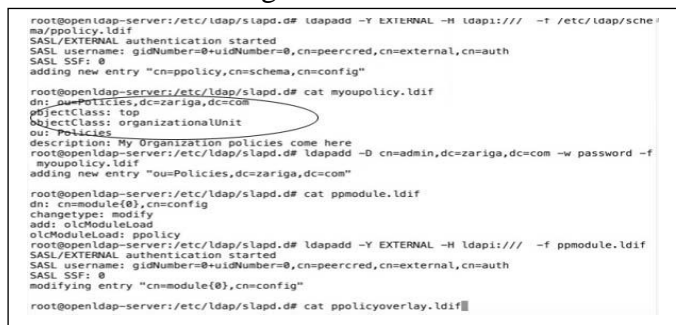 root@openldap-server:/etc/ldap/slapd.d# ldapadd -Y EXTERNAL -H ldapi:/// -f /etc/ldap/sche
ma/ppolicy.ldif
SASL/EXTERNAL authentication started
SASL username: gidNumber=0+uidNumber=0,cn=peercred,cn=external,cn=auth
SASL SSF: 0
adding new entry "cn=ppolicy,cn=schema,cn=config"
root@openldap-server:/etc/ldap/slapd.d# cat myoupolicy.ldif
dn: ou=Policies,dc=zariga,dc=com
objectClass: top
objectClass: organizationalUnit
ou: Policies
description: My Organization policies come here
root@openldap-server:/etc/ldap/slapd.d# ldapadd -D cn=admin,dc=zariga,dc=com -w password -f
myoupolicy.ldif
adding new entry "ou=Policies,dc=zariga,dc=com"
root@openldap-server:/etc/ldap/slapd.d# cat ppmodule.ldif
dn: cn=module{0},cn=config
changetype: modify
add: olcModuleLoad
olcModuleLoad: ppolicy
root@openldap-server:/etc/ldap/slapd.d# ldapadd -Y EXTERNAL -H ldapi:/// -f ppmodule.ldif
SASL/EXTERNAL authentication started
SASL username: gidNumber=0+uidNumber=0,cn=peercred,cn=external,cn=auth
SASL SSF: 0
modifying entry "cn=module{0},cn=config"
root@openldap-server:/etc/ldap/slapd.d# cat ppolicyoverlay.ldif